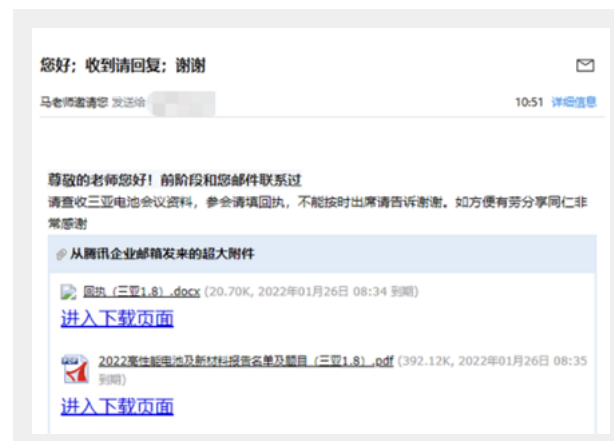 您好；收到请回复；谢谢
马老师邀请您 发送给
10:51 详细信息
尊敬的老师您好！前阶段和您邮件联系过
请查收三亚电池会议资料，参会请填回执，不能按时出席请告诉谢谢。如方便有劳分享同仁非
常感谢
从腾讯企业邮箱发来的超大附件
回执（三亚1.8）.docx (20.70K, 2022年01月26日 08:34 到期)
进入下载页面
2022高性能电池及新材料报告名单及题目（三亚1.8）.pdf (392.12K, 2022年01月26日 08:35
到期)
进入下载页面